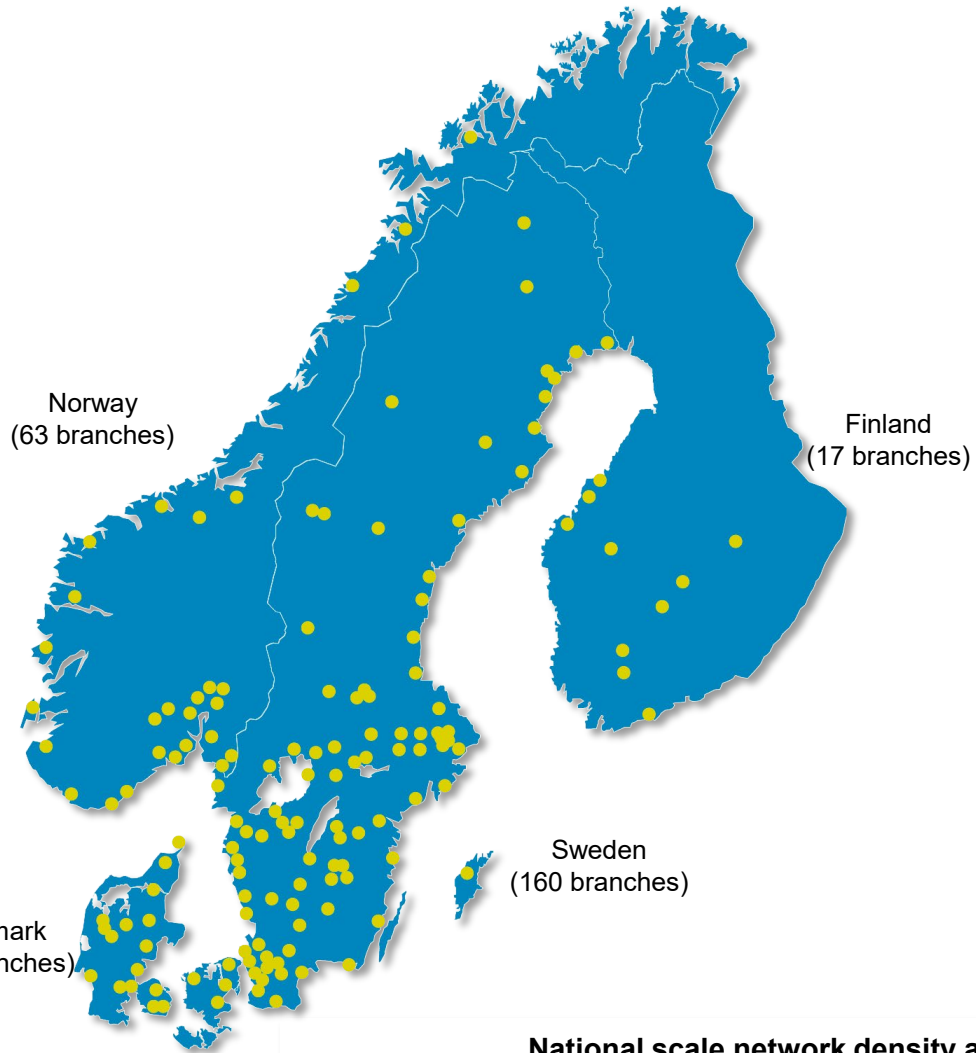 Norway
(63 branches)
Finland
(17 branches)
Sweden
(160 branches)
National scale network density